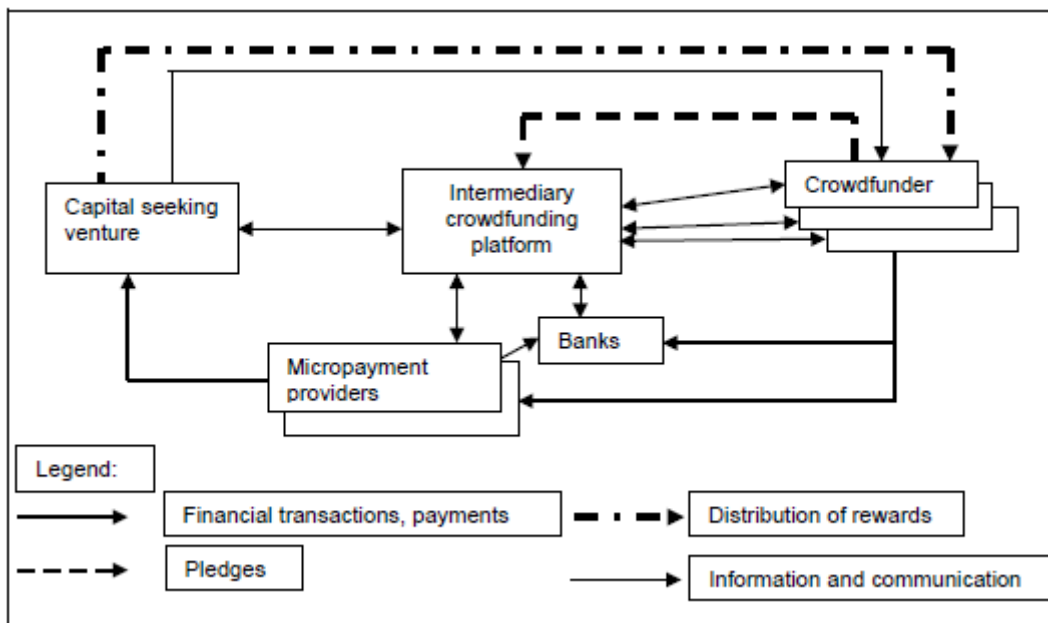 Capital seeking
venture
Intermediary
crowdfunding
platform
Crowdfunder
Banks
Micropayment
providers
Legend:
Financial transactions, payments
Distribution of rewards
Pledges
Information and communication